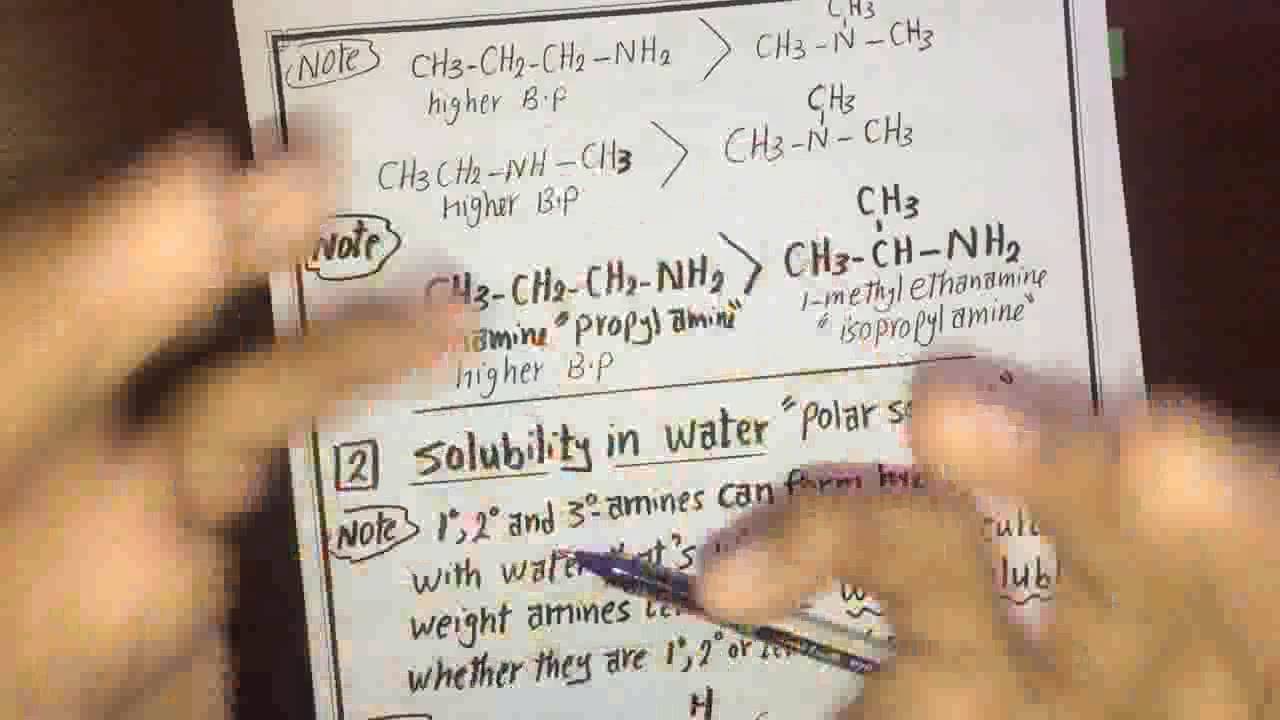 CH3
Note CH3-CH2-CH2-NH2 > CH3-N-CH3
higher B.P
CH3
CH3CH2-NH-CH3 > CH3-N-CH3
Higher B.P
Note
CH3
CH3-CH2-CH2-NH2 > CH3-CH-NH2
amine "propyl amine" 1-methyl ethanamine
"isopropyl amine"
higher B.P
2 Solubility in water "polar
Note 1°, 2° and 3° amines can form
with water
weight amines
whether they are 1°, 2° or
H